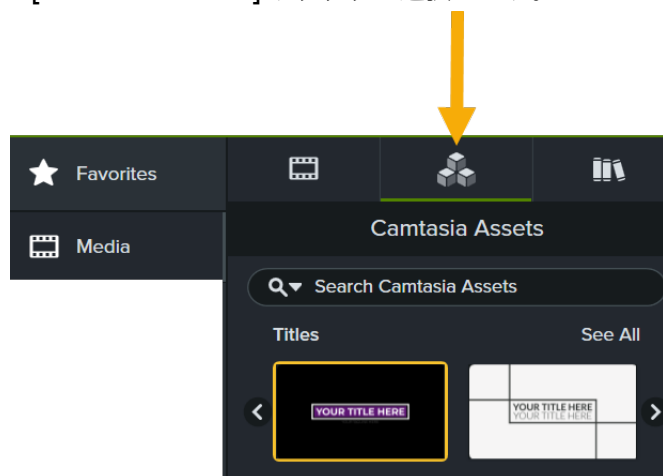 Favorites
Media
Camtasia Assets
Search Camtasia Assets
Titles
See All
YOUR TITLE HERE
YOUR TITLE HERE
YOUR TITLE HERE